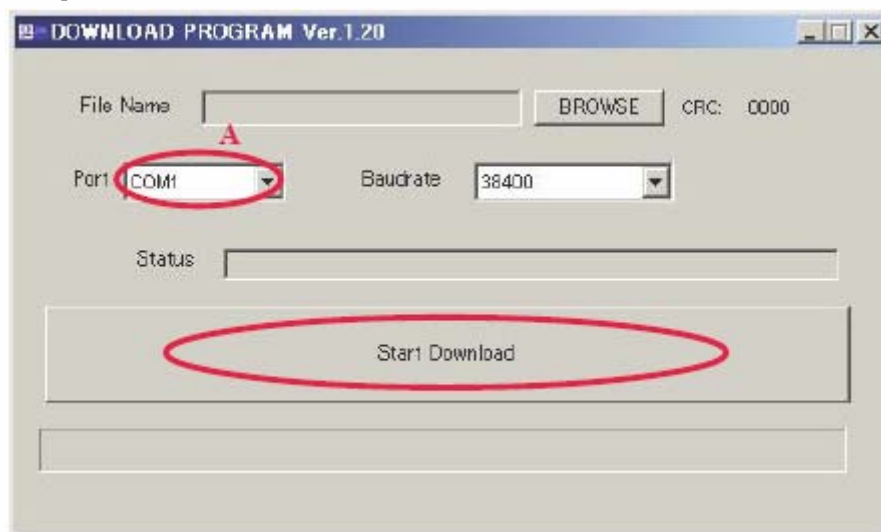 DOWNLOAD PROGRAM Ver.1.20
File Name BROWSE CRC: 0000
A
Port COM1 Baudrate 38400
Status
Start Download